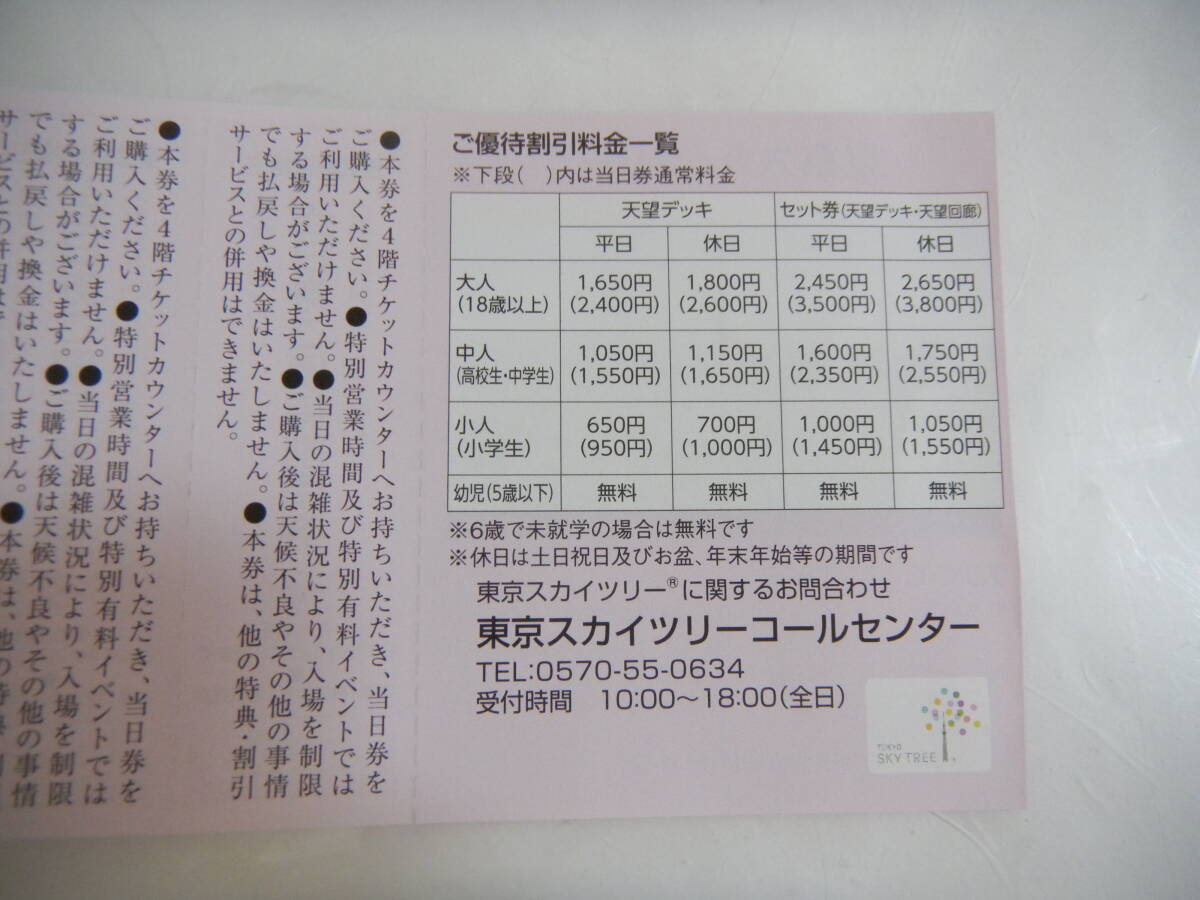 ご優待割引料金一覧
※下段(　)内は当日券通常料金
天望デッキ　セット券(天望デッキ・天望回廊)
平日　休日　平日　休日
大人　1,650円　1,800円　2,450円　2,650円
(18歳以上)　(2,400円)　(2,600円)　(3,500円)　(3,800円)
中人　1,050円　1,150円　1,600円　1,750円
(高校生・中学生)　(1,550円)　(1,650円)　(2,350円)　(2,550円)
小人　650円　700円　1,000円　1,050円
(小学生)　(950円)　(1,000円)　(1,450円)　(1,550円)
幼児(5歳以下)　無料　無料　無料　無料
※6歳で未就学の場合は無料です
※休日は土日祝日及びお盆、年末年始等の期間です
東京スカイツリー®に関するお問合わせ
東京スカイツリーコールセンター
TEL:0570-55-0634
受付時間　10:00〜18:00(全日)
TOKYO
SKY TREE
●本券を4階チケットカウンターへお持ちいただき、当日券を
ご購入ください。●特別営業時間及び特別有料イベントでは
ご利用いただけません。●当日の混雑状況により、入場を制限
する場合がございます。●ご購入後は天候不良やその他の事情
でも払戻しや換金はいたしません。●本券は、他の特典・割引
サービスとの併用はできません。
●本券を4階チケットカウンターへお持ちいただき、当日券を
ご購入ください。●特別営業時間及び特別有料イベントでは
ご利用いただけません。●当日の混雑状況により、入場を制限
する場合がございます。●ご購入後は天候不良やその他の事情
でも払戻しや換金はいたしません。●本券は、他の特典
サービスとの併用は